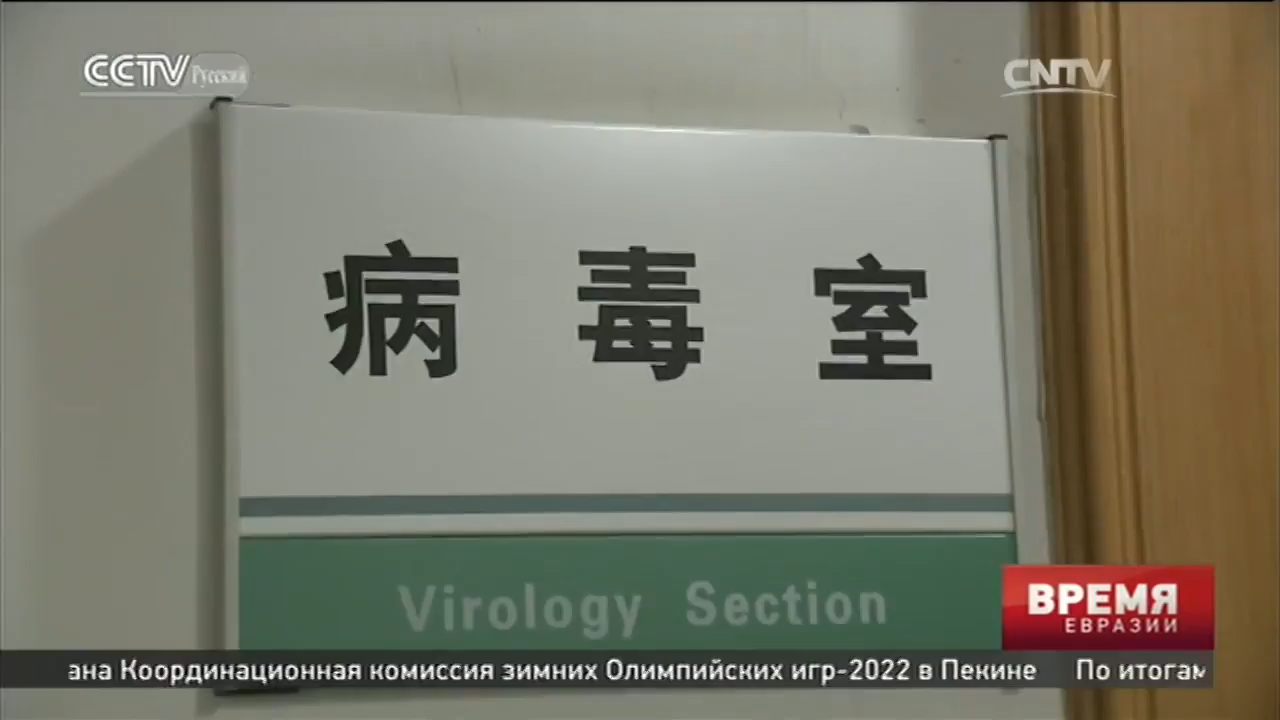 CCTV Русский
CNTV
病毒室
Virology Section
ВРЕМЯ
ЕВРАЗИИ
ана Координационная комиссия зимних Олимпийских игр-2022 в Пекине По итогам